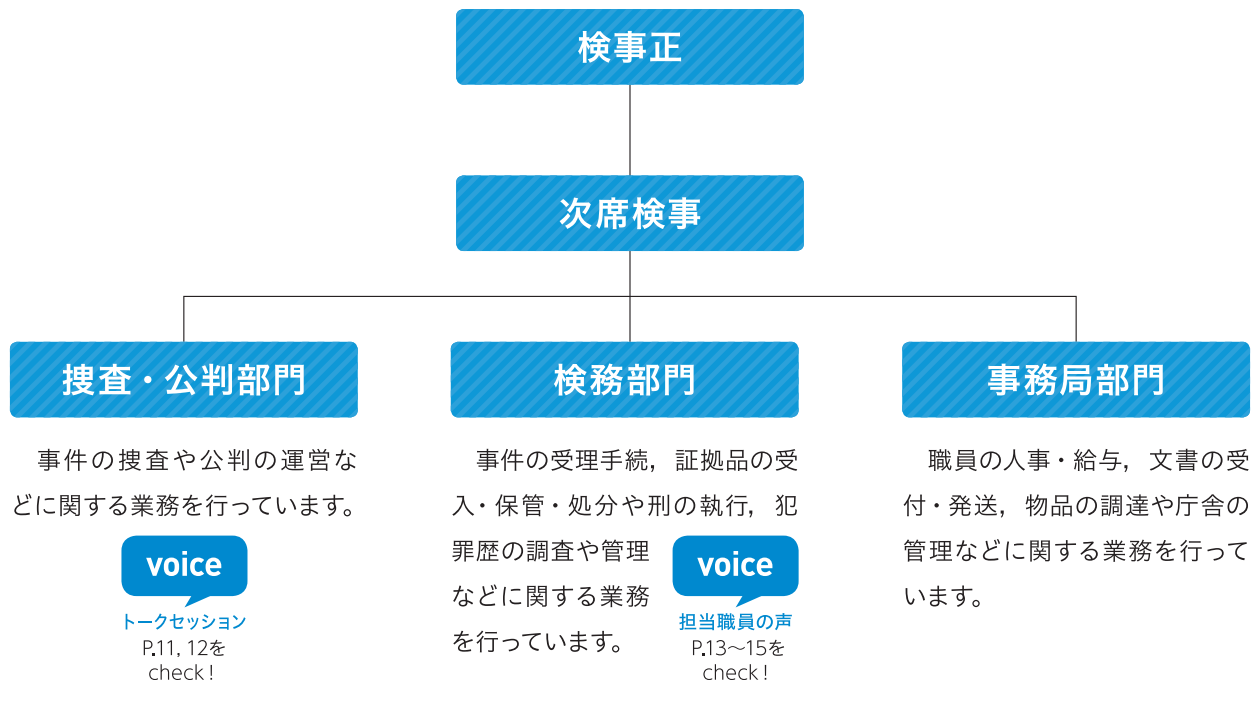 検事正
次席検事
捜査・公判部門
事件の捜査や公判の運営な
どに関する業務を行っています。
voice
トークセッション
P.11, 12を
check !
検務部門
事件の受理手続，証拠品の受
入・保管・処分や刑の執行，犯
罪歴の調査や管理
などに関する業務
を行っています。
voice
担当職員の声
P.13〜15を
check !
事務局部門
職員の人事・給与，文書の受
付・発送，物品の調達や庁舎の
管理などに関する業務を行って
います。